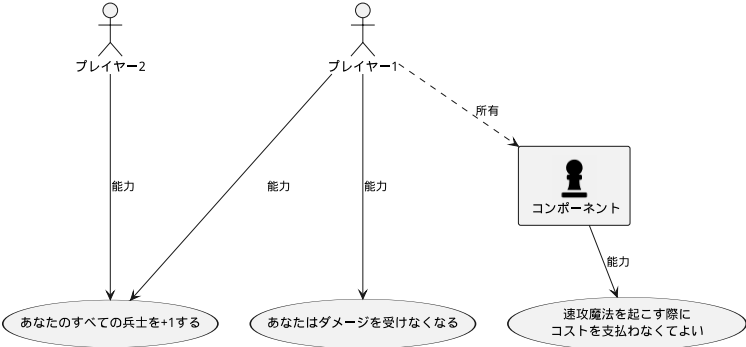 プレイヤー2
プレイヤー1
所有
能力
能力
能力
コンポーネント
能力
あなたのすべての兵士を+1する
あなたはダメージを受けなくなる
速攻魔法を起こす際に
コストを支払わなくてよい